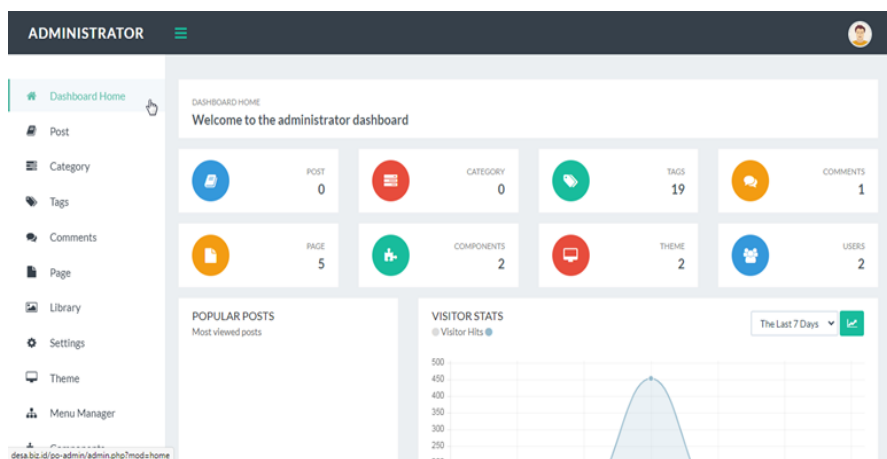 ADMINISTRATOR
Dashboard Home
Post
Category
Tags
Comments
Page
Library
Settings
Theme
Menu Manager
Components
desa.biz.id/po-admin/admin.php?mod=home
DASHBOARD HOME
Welcome to the administrator dashboard
POST
0
CATEGORY
0
TAGS
19
COMMENTS
1
PAGE
5
COMPONENTS
2
THEME
2
USERS
2
POPULAR POSTS
Most viewed posts
VISITOR STATS
Visitor Hits
The Last 7 Days
500
450
400
350
300
250